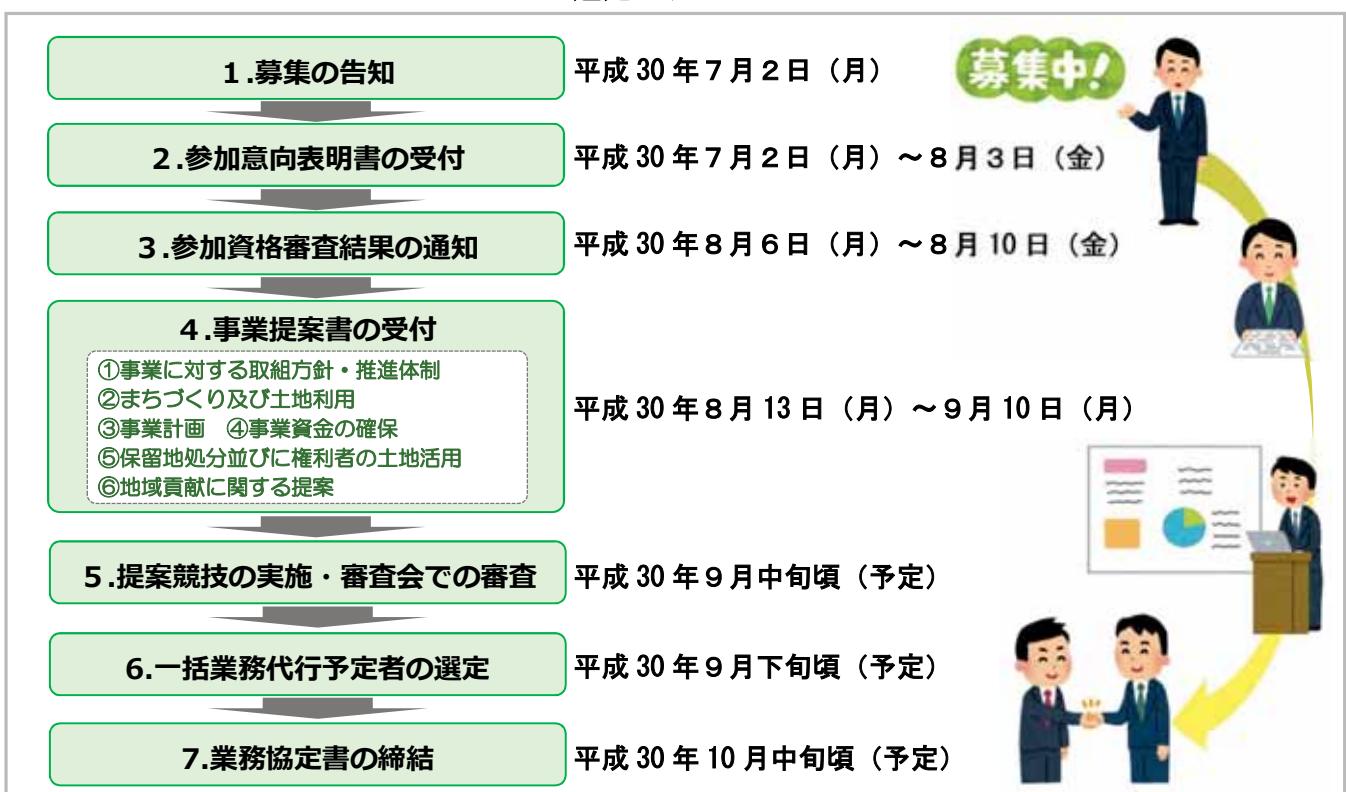 1.募集の告知 平成30年7月2日(月)
募集中!
2.参加意向表明書の受付 平成30年7月2日(月)~8月3日(金)
3.参加資格審査結果の通知 平成30年8月6日(月)~8月10日(金)
4.事業提案書の受付
①事業に対する取組方針・推進体制
②まちづくり及び土地利用
③事業計画 ④事業資金の確保
⑤保留地処分並びに権利者の土地活用
⑥地域貢献に関する提案
平成30年8月13日(月)~9月10日(月)
5.提案競技の実施・審査会での審査 平成30年9月中旬頃(予定)
6.一括業務代行予定者の選定 平成30年9月下旬頃(予定)
7.業務協定書の締結 平成30年10月中旬頃(予定)